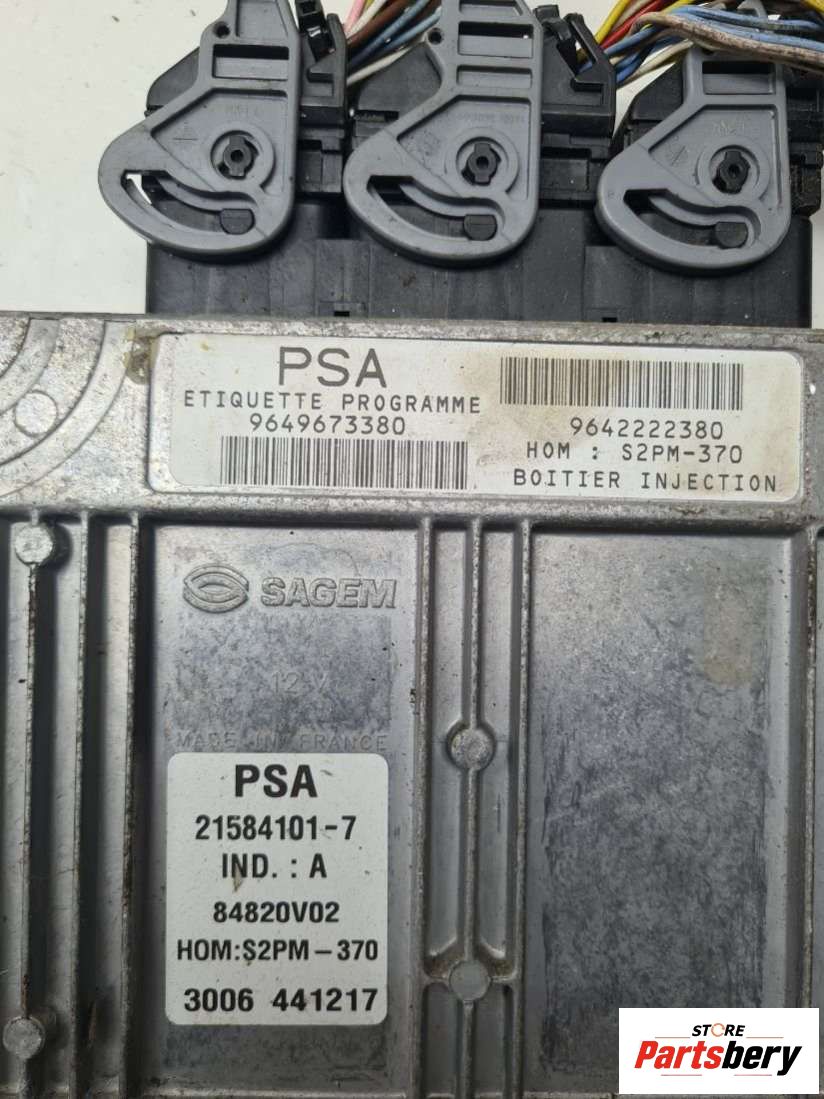 PSA
ETIQUETTE PROGRAMME
9649673380
9642222380
HOM : S2PM-370
BOITIER INJECTION
SAGEM
12 V
MADE IN FRANCE
PSA
21584101-7
IND. : A
84820V02
HOM:S2PM-370
3006 441217
STORE
Partsbery